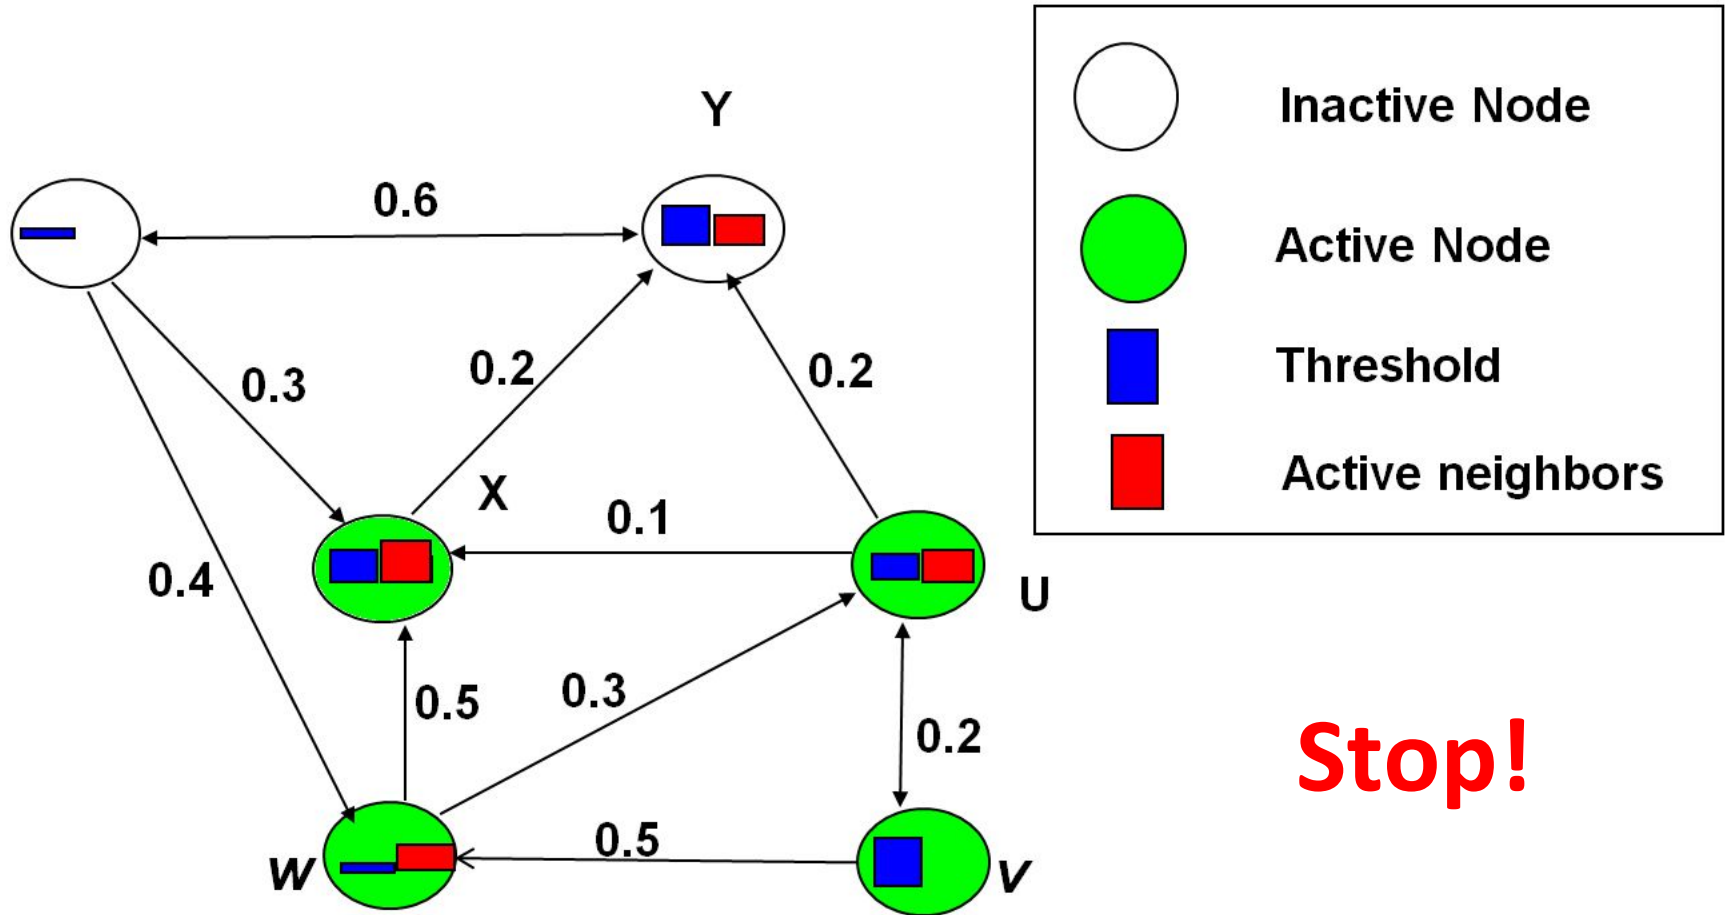 Y
0.6
0.3
0.2
0.2
X
0.1
0.4
U
0.5
0.3
0.2
W
0.5
V
Inactive Node
Active Node
Threshold
Active neighbors
Stop!